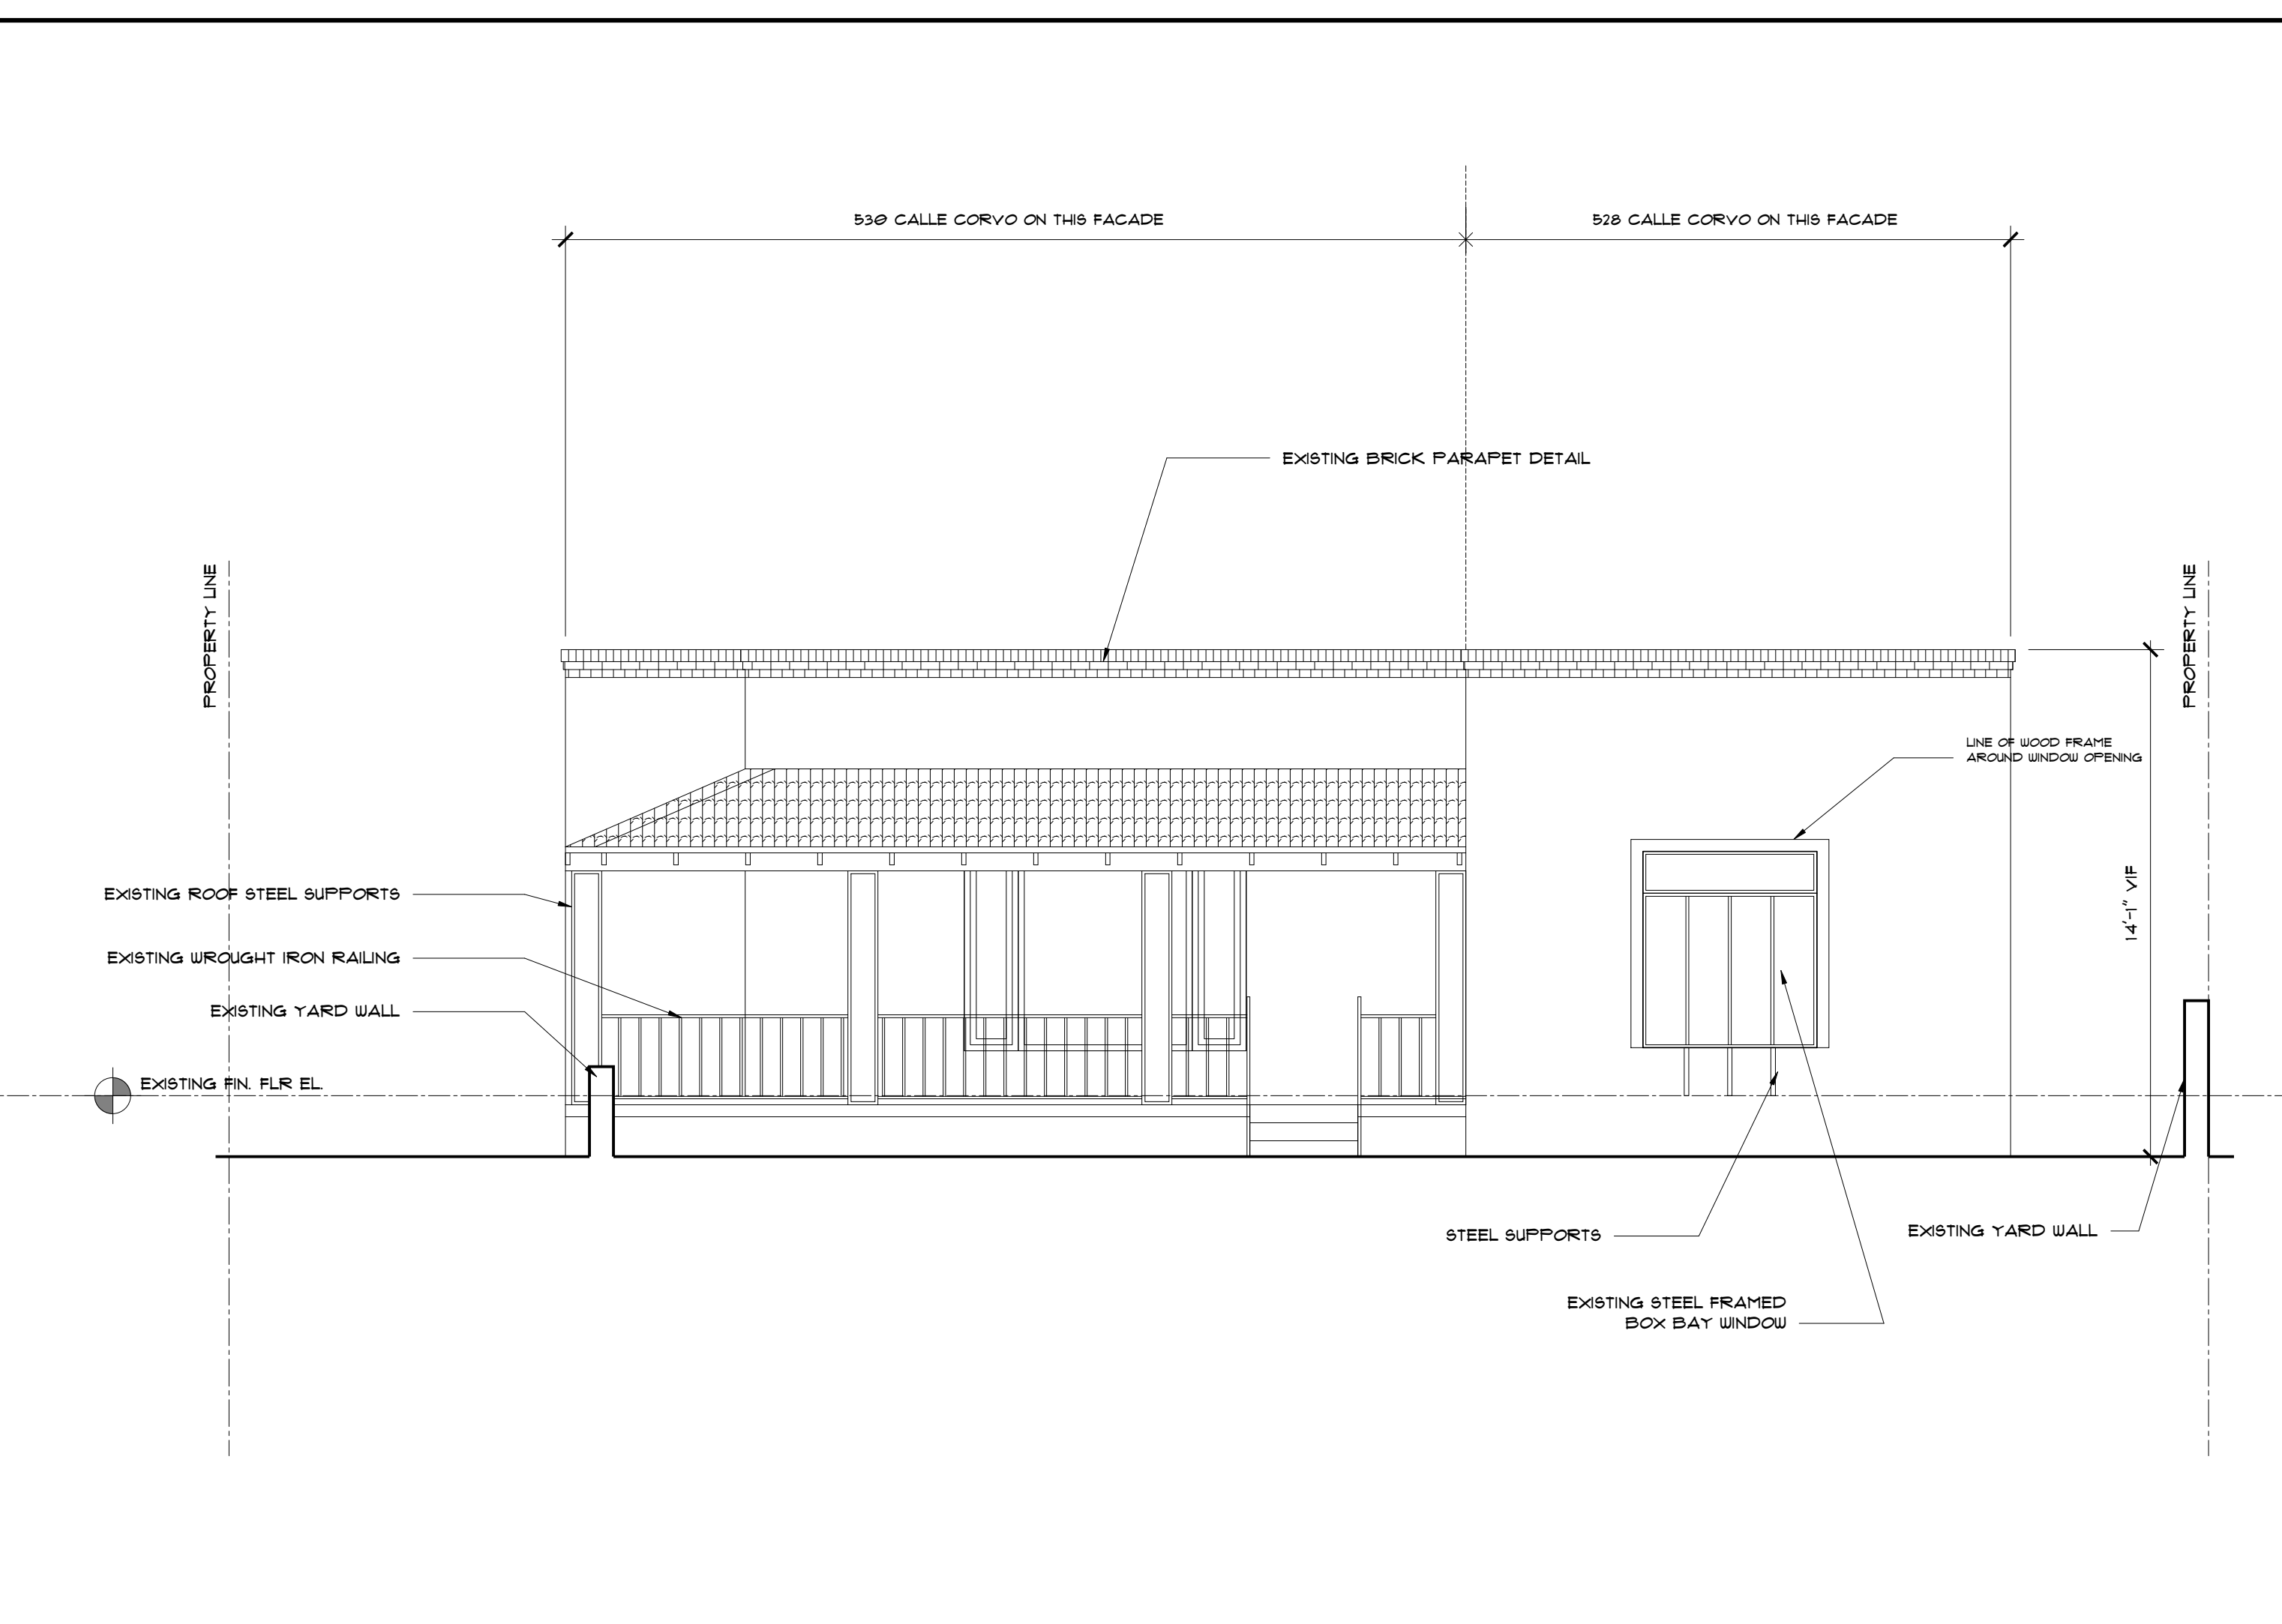 530 CALLE CORVO ON THIS FACADE
528 CALLE CORVO ON THIS FACADE
EXISTING BRICK PARAPET DETAIL
PROPERTY LINE
PROPERTY LINE
LINE OF WOOD FRAME
AROUND WINDOW OPENING
14'-1" VIF
EXISTING ROOF STEEL SUPPORTS
EXISTING WROUGHT IRON RAILING
EXISTING YARD WALL
EXISTING FIN. FLR EL.
STEEL SUPPORTS
EXISTING YARD WALL
EXISTING STEEL FRAMED
BOX BAY WINDOW